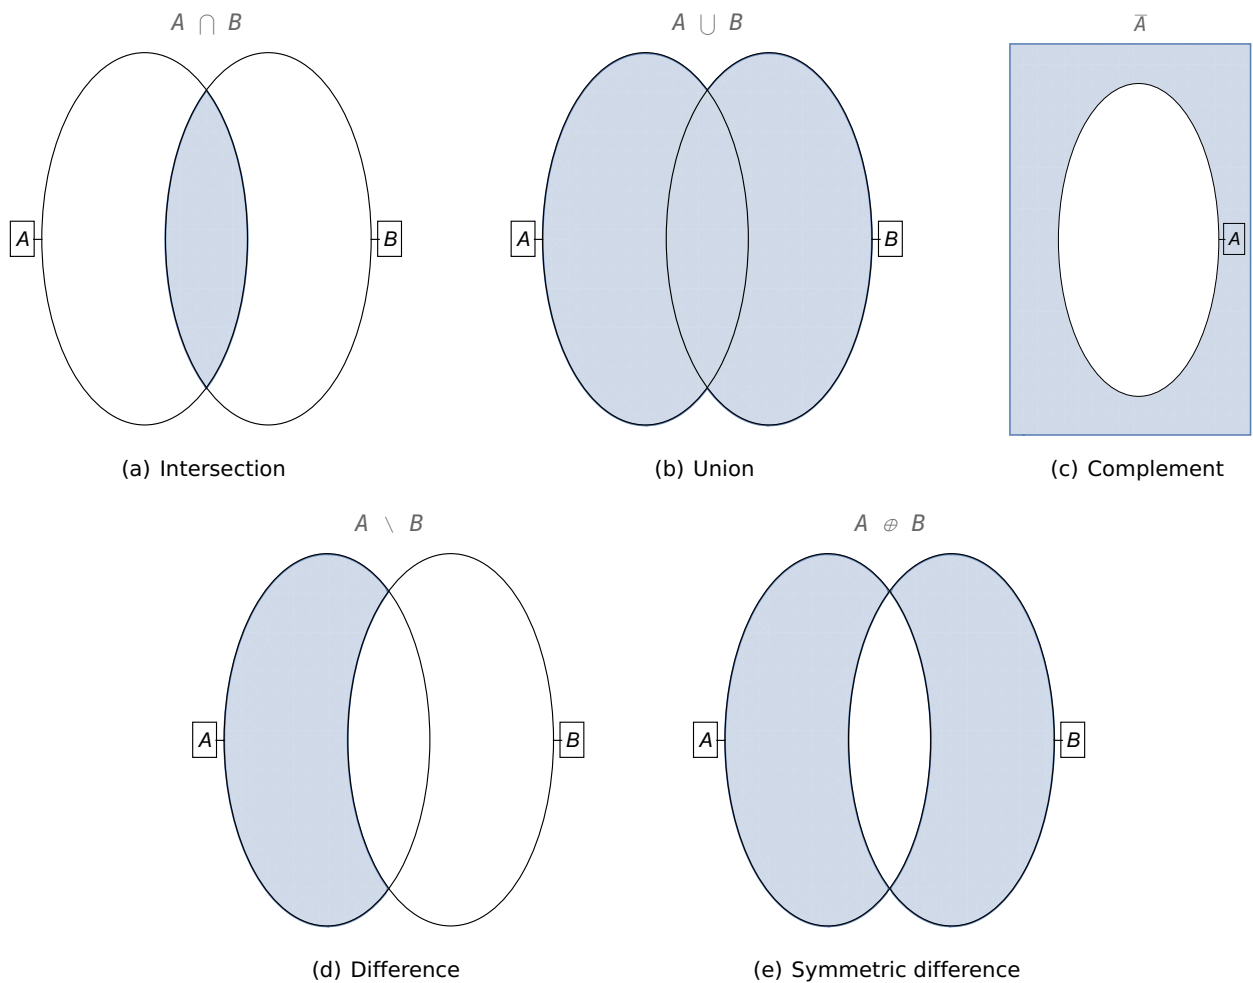 A ∩ B
A ∪ B
A̅
A
B
A
B
A
(a) Intersection
(b) Union
(c) Complement
A \ B
A ⊕ B
A
B
A
B
(d) Difference
(e) Symmetric difference